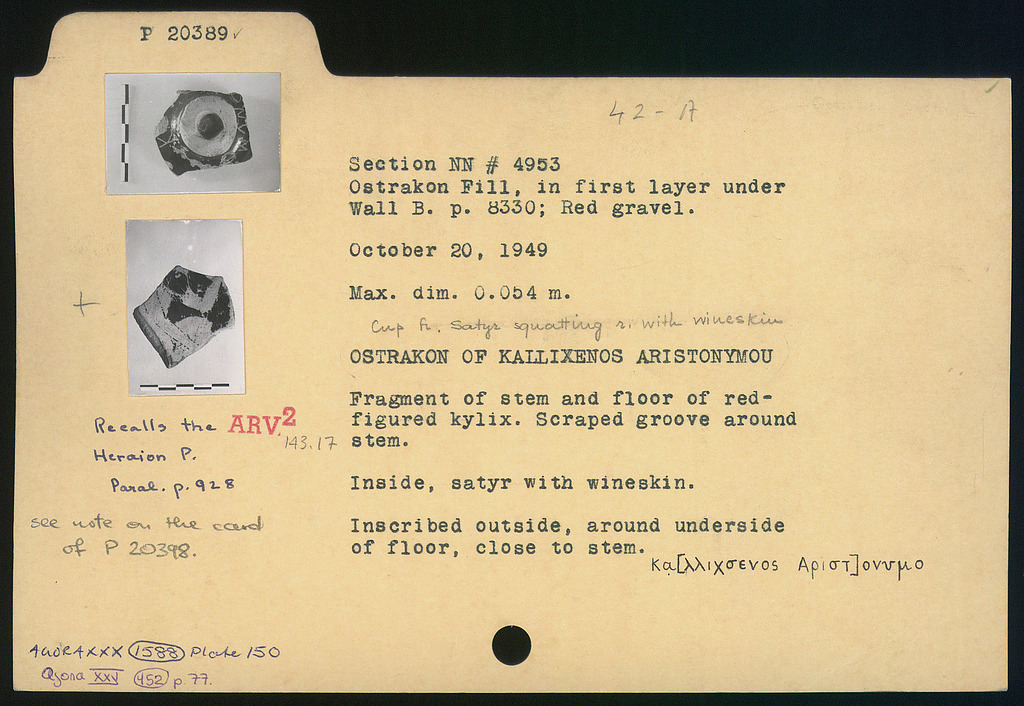 P 20389 ✓
42 - A
Section NN # 4953
Ostrakon Fill, in first layer under
Wall B. p. 8330; Red gravel.
October 20, 1949
Max. dim. 0.054 m.
Cup fr. Satyr squatting r. with wineskin
OSTRAKON OF KALLIXENOS ARISTONYMOU
Fragment of stem and floor of red-
figured kylix. Scraped groove around
stem.
Inside, satyr with wineskin.
Inscribed outside, around underside
of floor, close to stem.
Κα[λλιχσενος Αριστ]ονυμο
+
Recalls the ARV²
143.17
Heraion P.
Paral. p. 928
see note on the card
of P 20398.
AGORA XXX 1588 Plate 150
Agora XXV 452 p. 77.